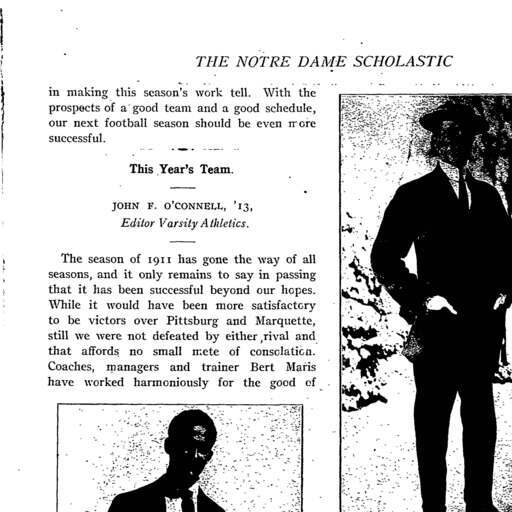 THE NOTRE DAME SCHOLASTIC
in making this season's work tell. With the
prospects of a good team and a good schedule,
our next football season should be even more
successful.
This Year's Team.
JOHN F. O'CONNELL, '13,
Editor Varsity Athletics.
The season of 1911 has gone the way of all
seasons, and it only remains to say in passing
that it has been successful beyond our hopes.
While it would have been more satisfactory
to be victors over Pittsburg and Marquette,
still we were not defeated by either rival and
that affords no small mete of consolation.
Coaches, managers and trainer Bert Maris
have worked harmoniously for the good of